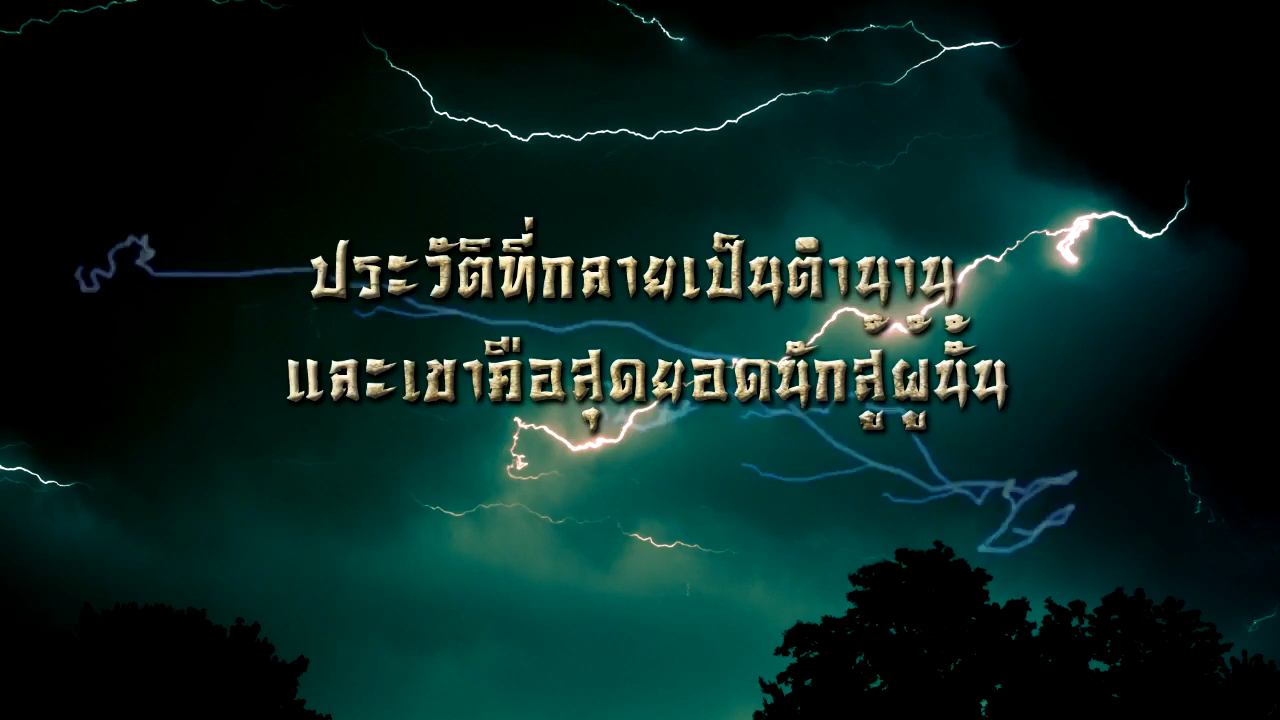 ประวัติที่กลายเป็นตำนาน
และเขาคือสุดยอดนักสู้ผู้นั้น